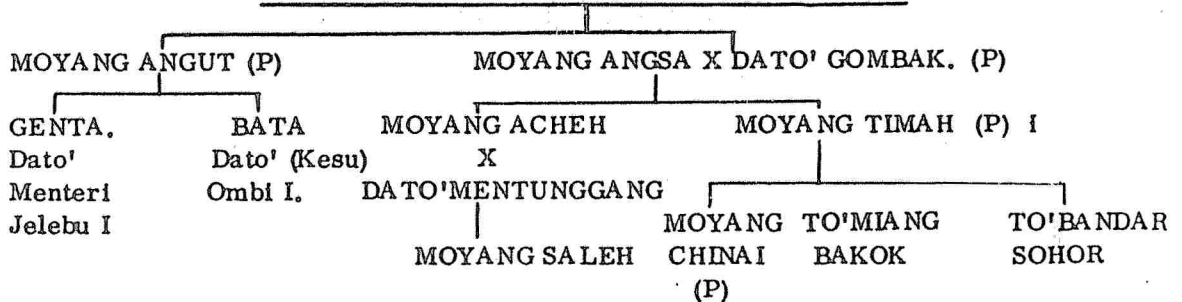 MOYANG ANGUT (P) MOYANG ANGSA X DATO' GOMBAK. (P)
GENTA. BATA MOYANG ACHEH MOYANG TIMAH (P) I
Dato' Dato' (Kesu) X
Menteri Ombi I. DATO'MENTUNGGANG
Jelebu I MOYANG TO'MIANG TO'BANDAR
MOYANG SALEH CHINAI BAKOK SOHOR
(P)